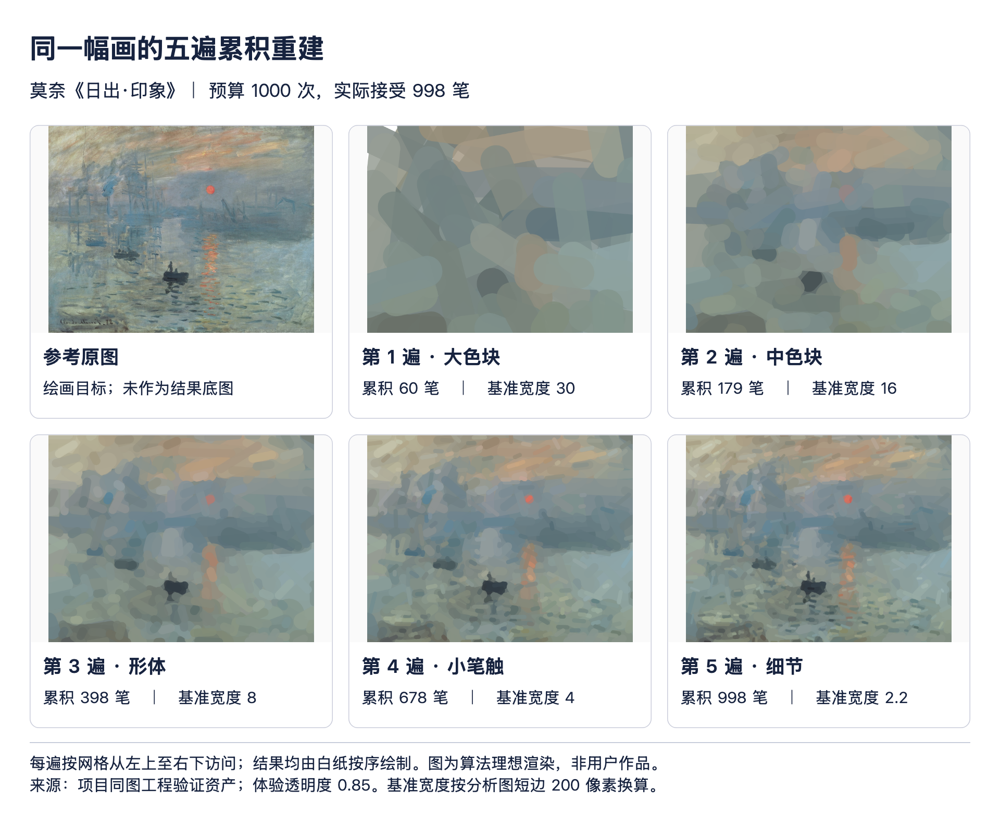 同一幅画的五遍累积重建
莫奈《日出·印象》｜ 预算 1000 次，实际接受 998 笔
参考原图
绘画目标；未作为结果底图
第 1 遍 · 大色块
累积 60 笔 ｜ 基准宽度 30
第 2 遍 · 中色块
累积 179 笔 ｜ 基准宽度 16
第 3 遍 · 形体
累积 398 笔 ｜ 基准宽度 8
第 4 遍 · 小笔触
累积 678 笔 ｜ 基准宽度 4
第 5 遍 · 细节
累积 998 笔 ｜ 基准宽度 2.2
每遍按网格从左上至右下访问；结果均由白纸按序绘制。图为算法理想渲染，非用户作品。
来源：项目同图工程验证资产；体验透明度 0.85。基准宽度按分析图短边 200 像素换算。